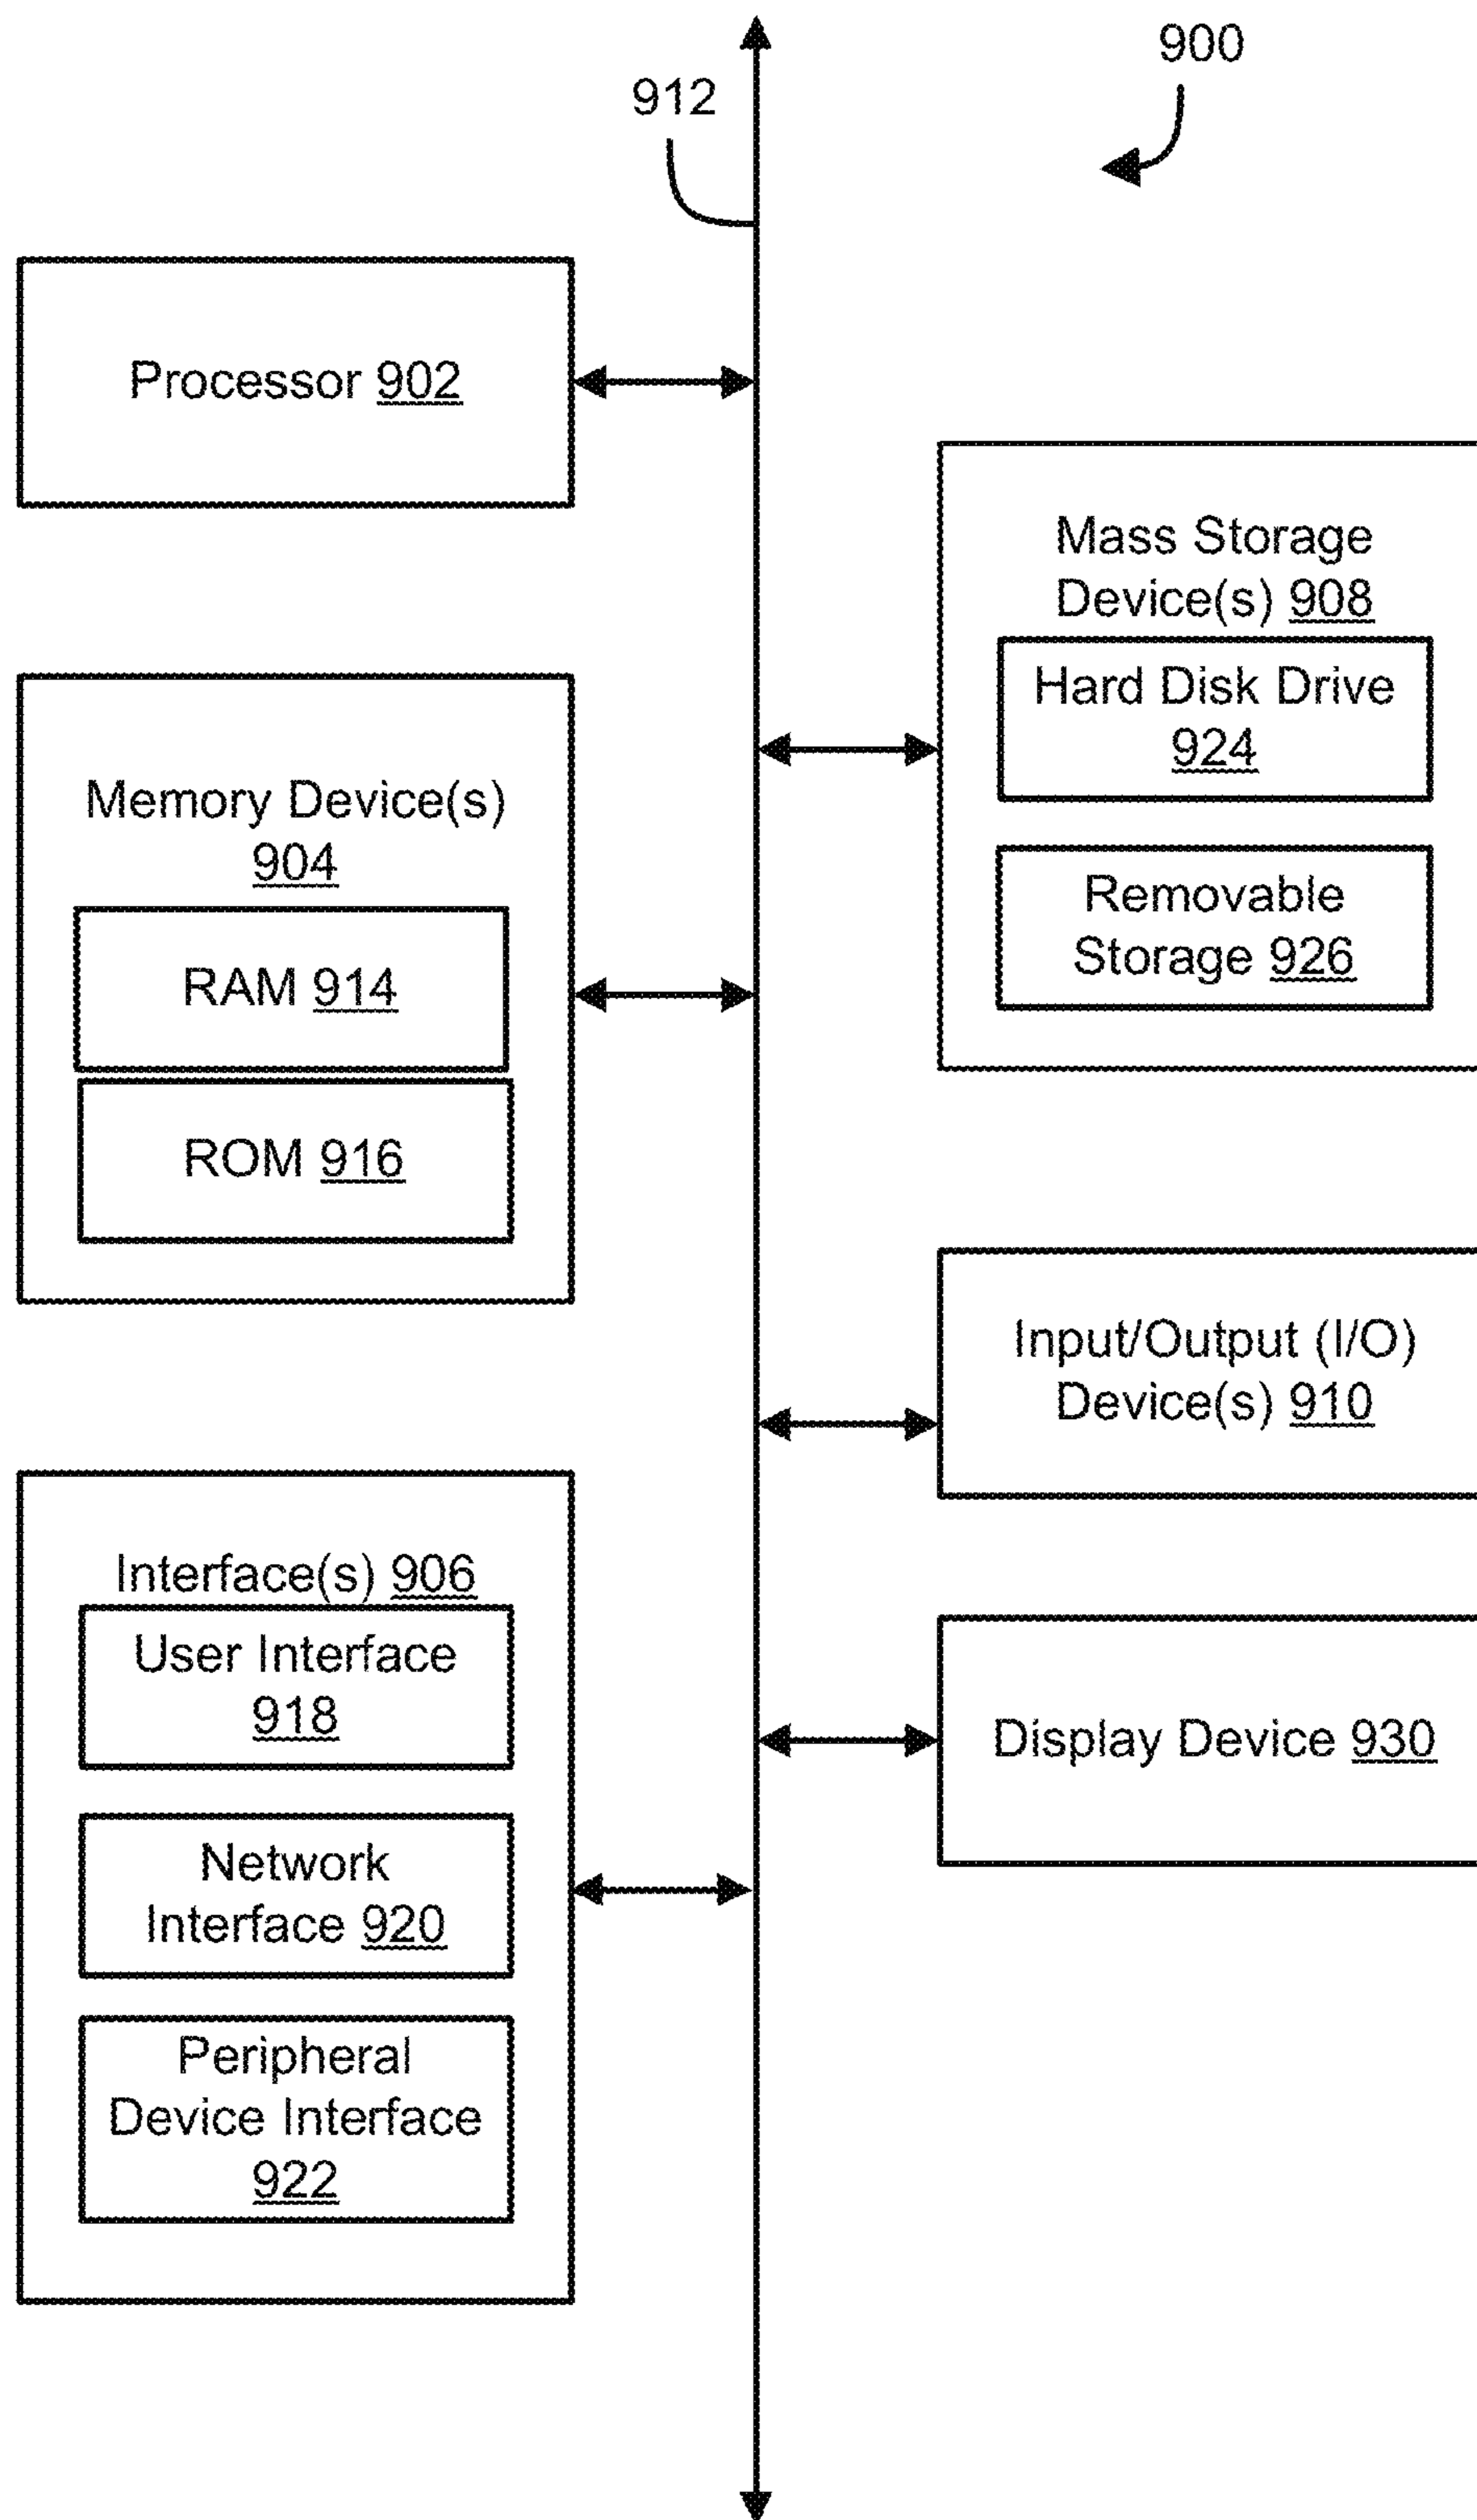 900
912
Processor 902
Mass Storage
Device(s) 908
Hard Disk Drive
924
Removable
Storage 926
Memory Device(s)
904
RAM 914
ROM 916
Input/Output (I/O)
Device(s) 910
Interface(s) 906
User Interface
918
Network
Interface 920
Peripheral
Device Interface
922
Display Device 930